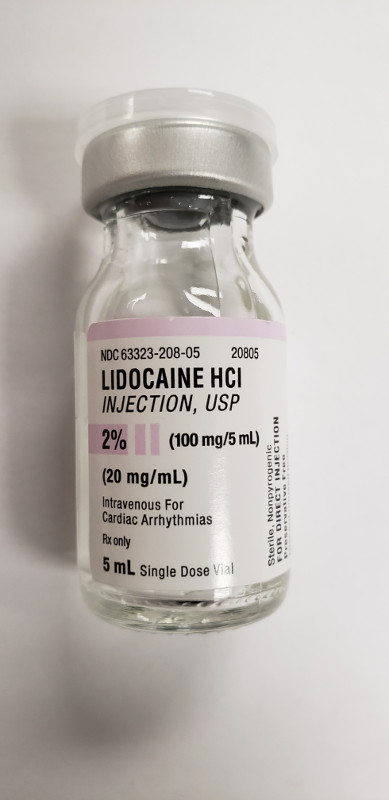 NDC 63323-208-05 20805
LIDOCAINE HCl
INJECTION, USP
2% (100 mg/5 mL)
(20 mg/mL)
Intravenous For
Cardiac Arrhythmias
Rx only
5 mL Single Dose Vial
Sterile, Nonpyrogenic
FOR DIRECT INJECTION
Preservative Free